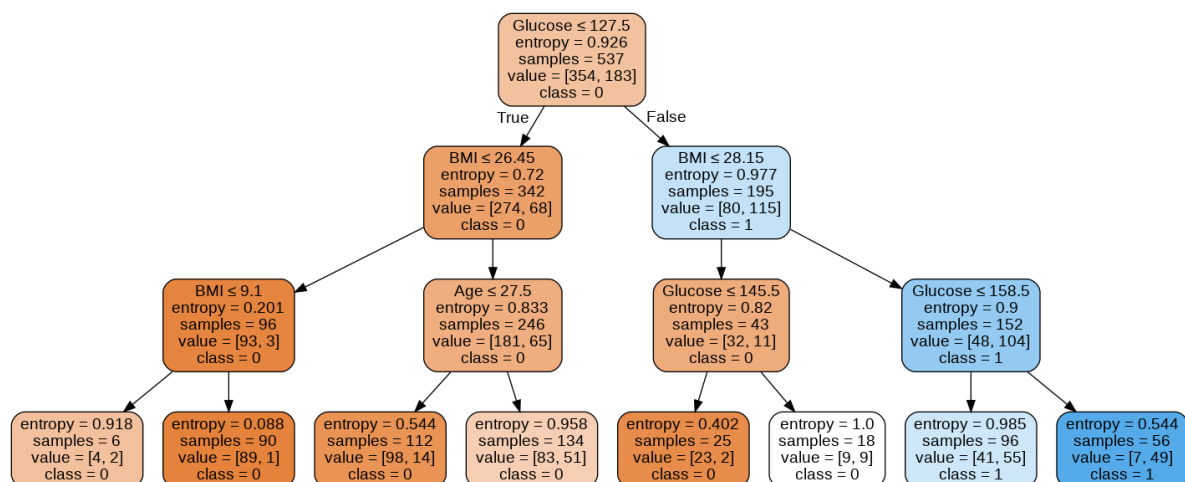 Glucose ≤ 127.5
entropy = 0.926
samples = 537
value = [354, 183]
class = 0
True
False
BMI ≤ 26.45
entropy = 0.72
samples = 342
value = [274, 68]
class = 0
BMI ≤ 28.15
entropy = 0.977
samples = 195
value = [80, 115]
class = 1
BMI ≤ 9.1
entropy = 0.201
samples = 96
value = [93, 3]
class = 0
Age ≤ 27.5
entropy = 0.833
samples = 246
value = [181, 65]
class = 0
Glucose ≤ 145.5
entropy = 0.82
samples = 43
value = [32, 11]
class = 0
Glucose ≤ 158.5
entropy = 0.9
samples = 152
value = [48, 104]
class = 1
entropy = 0.918
samples = 6
value = [4, 2]
class = 0
entropy = 0.088
samples = 90
value = [89, 1]
class = 0
entropy = 0.544
samples = 112
value = [98, 14]
class = 0
entropy = 0.958
samples = 134
value = [83, 51]
class = 0
entropy = 0.402
samples = 25
value = [23, 2]
class = 0
entropy = 1.0
samples = 18
value = [9, 9]
class = 0
entropy = 0.985
samples = 96
value = [41, 55]
class = 1
entropy = 0.544
samples = 56
value = [7, 49]
class = 1